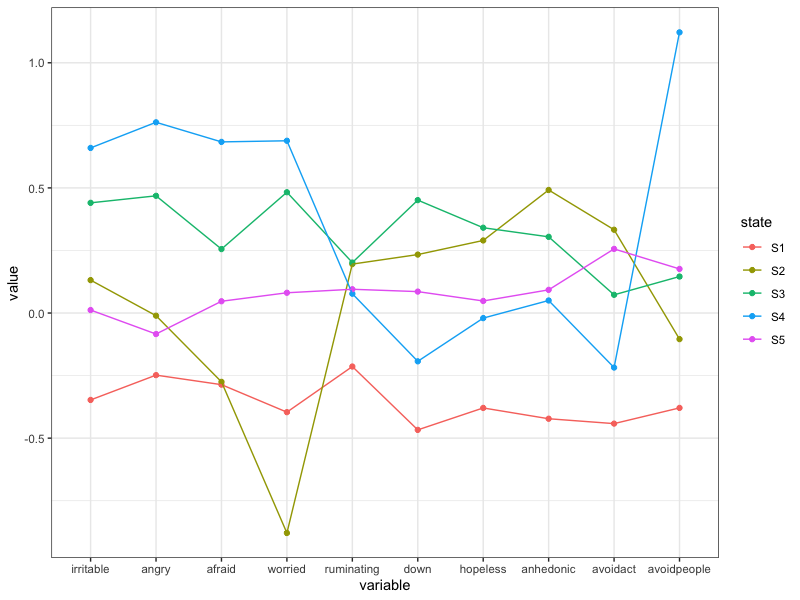 value
1.0
0.5
0.0
-0.5
irritable angry afraid worried ruminating down hopeless anhedonic avoidact avoidpeople
variable
state
S1
S2
S3
S4
S5